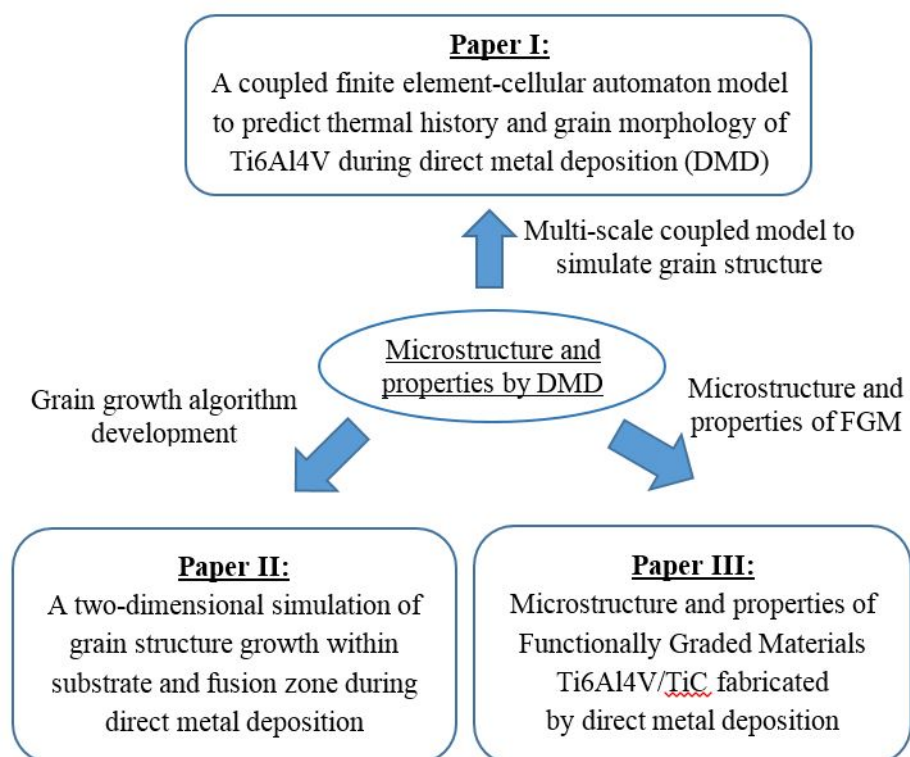 Paper I:
A coupled finite element-cellular automaton model
to predict thermal history and grain morphology of
Ti6Al4V during direct metal deposition (DMD)
Multi-scale coupled model to
simulate grain structure
Microstructure and
properties by DMD
Grain growth algorithm
development
Microstructure and
properties of FGM
Paper II:
A two-dimensional simulation of
grain structure growth within
substrate and fusion zone during
direct metal deposition
Paper III:
Microstructure and properties of
Functionally Graded Materials
Ti6Al4V/TiC fabricated
by direct metal deposition